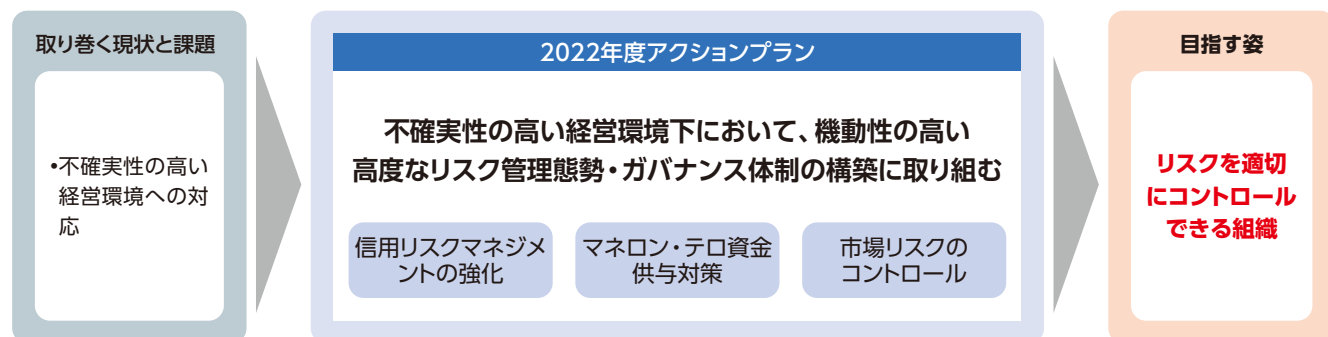 取り巻く現状と課題
・不確実性の高い
経営環境への対
応
2022年度アクションプラン
不確実性の高い経営環境下において、機動性の高い
高度なリスク管理態勢・ガバナンス体制の構築に取り組む
信用リスクマネジメ
ントの強化
マネロン・テロ資金
供与対策
市場リスクの
コントロール
目指す姿
リスクを適切
にコントロール
できる組織